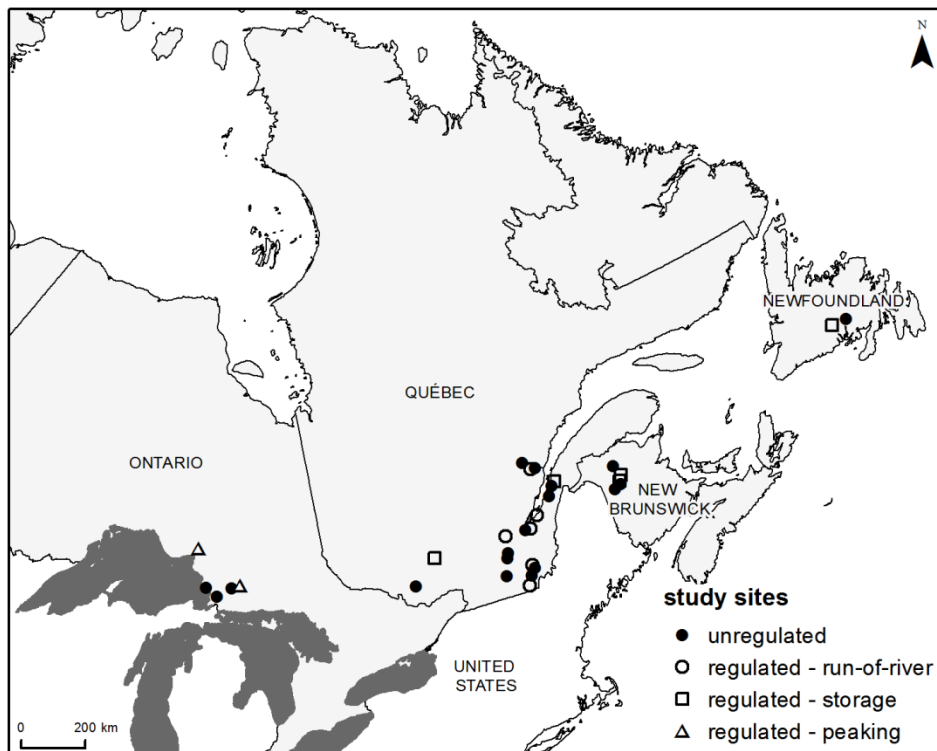 N
NEWFOUNDLAND
QUÉBEC
ONTARIO
NEW
BRUNSWICK
study sites
unregulated
regulated - run-of-river
regulated - storage
regulated - peaking
UNITED
STATES
0 200 km